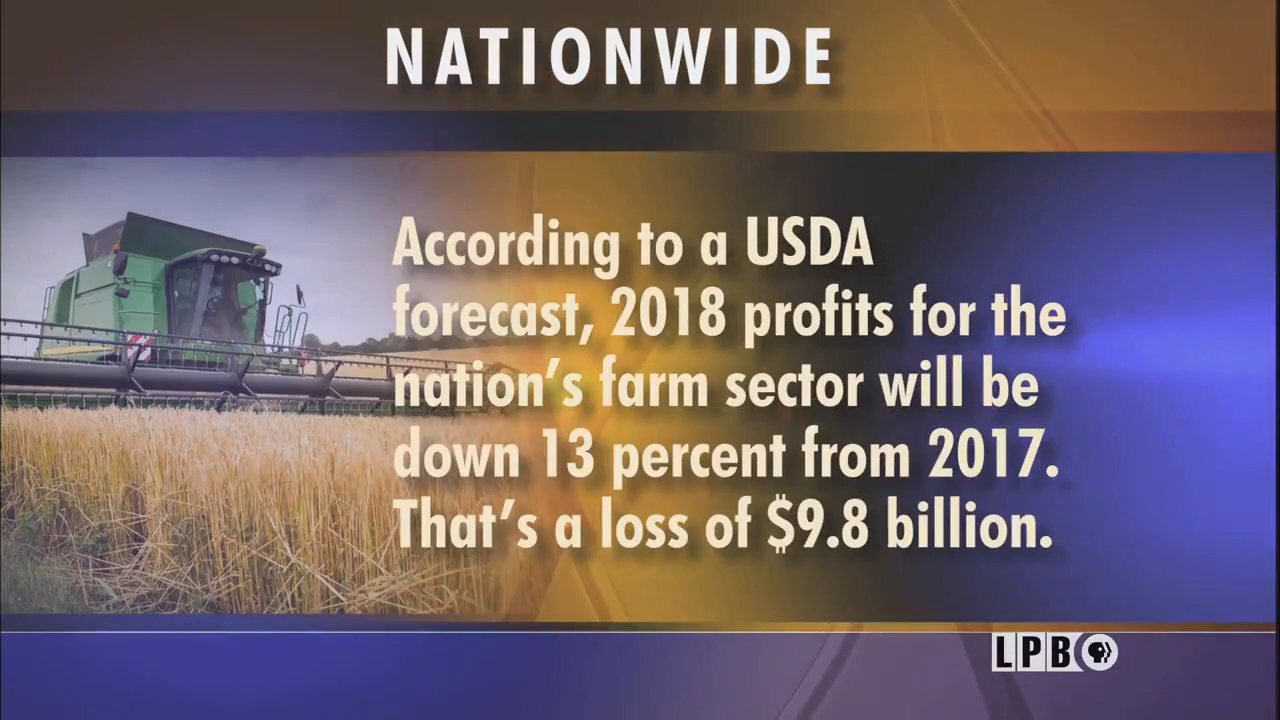 NATIONWIDE
According to a USDA
forecast, 2018 profits for the
nation's farm sector will be
down 13 percent from 2017.
That's a loss of $9.8 billion.
LPB